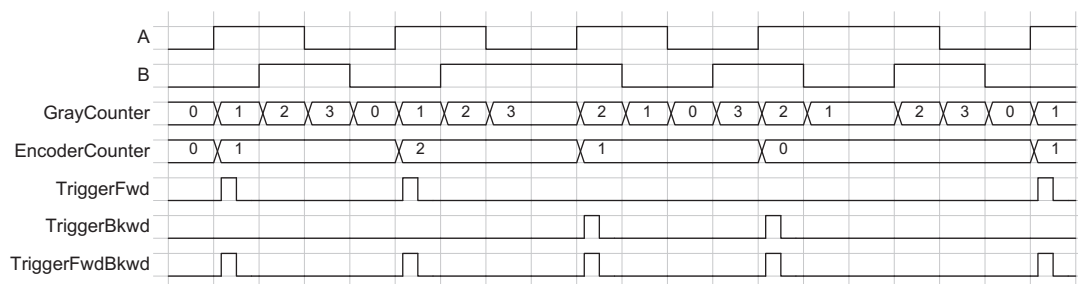 A
B
GrayCounter 0 1 2 3 0 1 2 3 2 1 0 3 2 1 2 3 0 1
EncoderCounter 0 1 2 1 0 1
TriggerFwd
TriggerBkwd
TriggerFwdBkwd